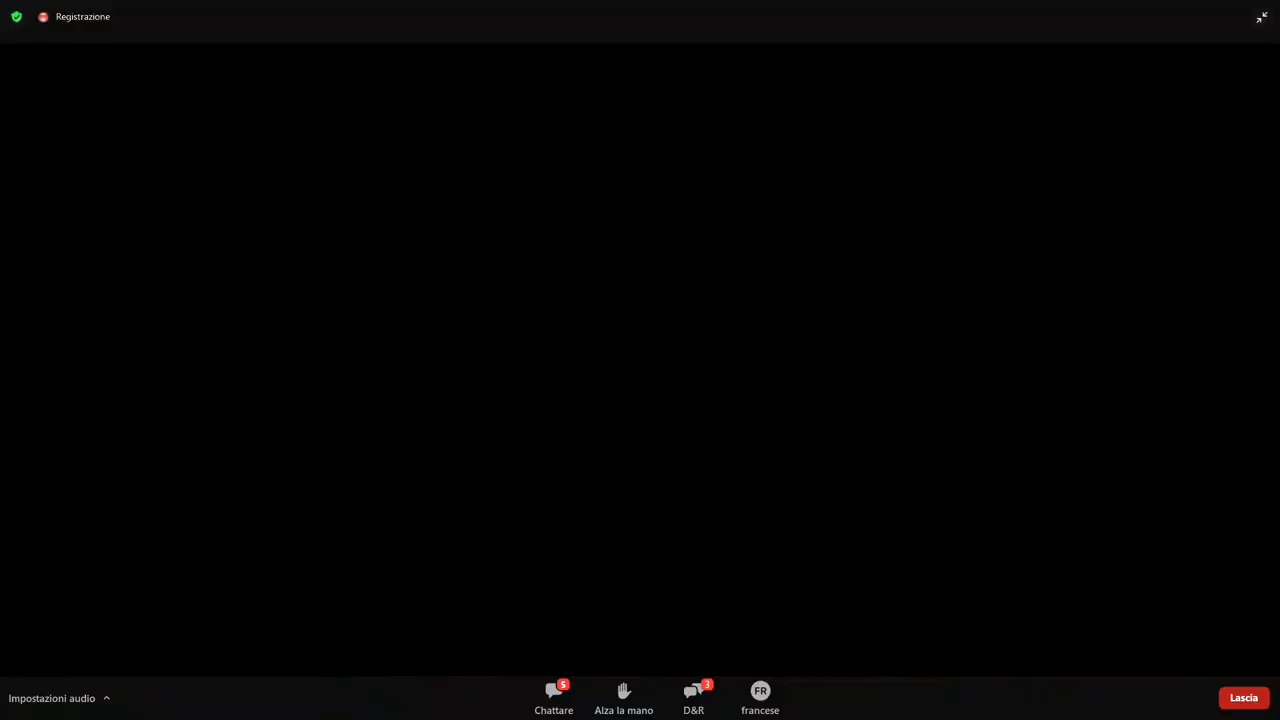 Registrazione
Impostazioni audio
5
Chattare
Alza la mano
3
D&R
FR
francese
Lascia